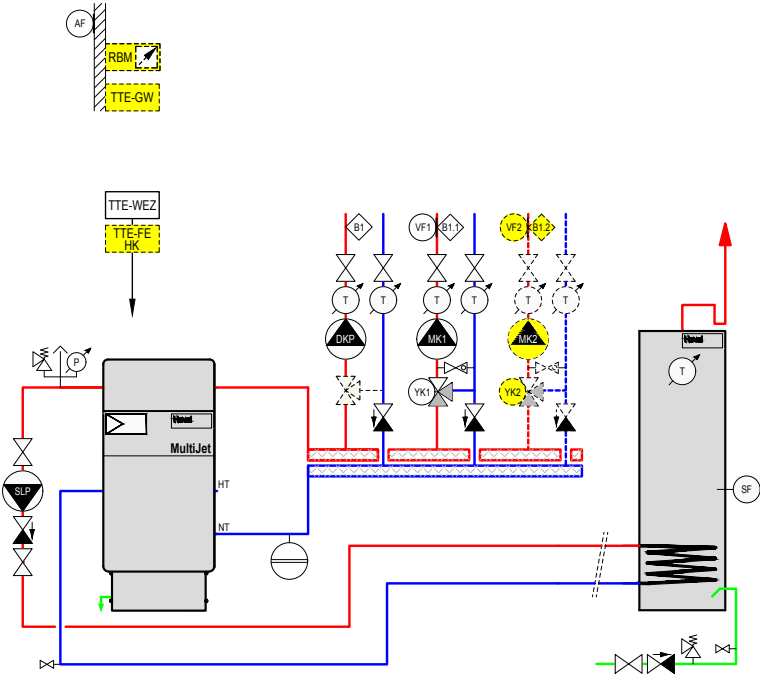 AF
RBM
TTE-GW
TTE-WEZ
TTE-FE
HK
B1
VF1
B1.1
VF2
B1.2
T
T
T
T
T
T
DKP
MK1
MK2
P
YK1
YK2
T
MultiJet
SLP
HT
NT
SF